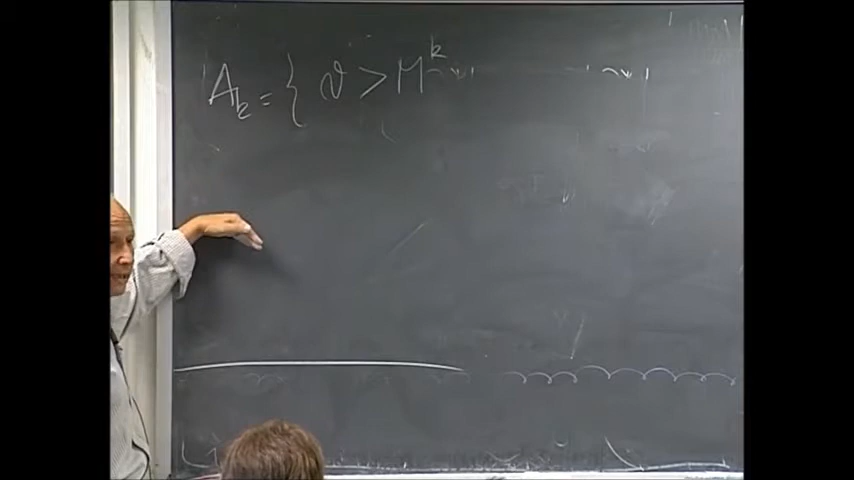 A_k = { v > M^k